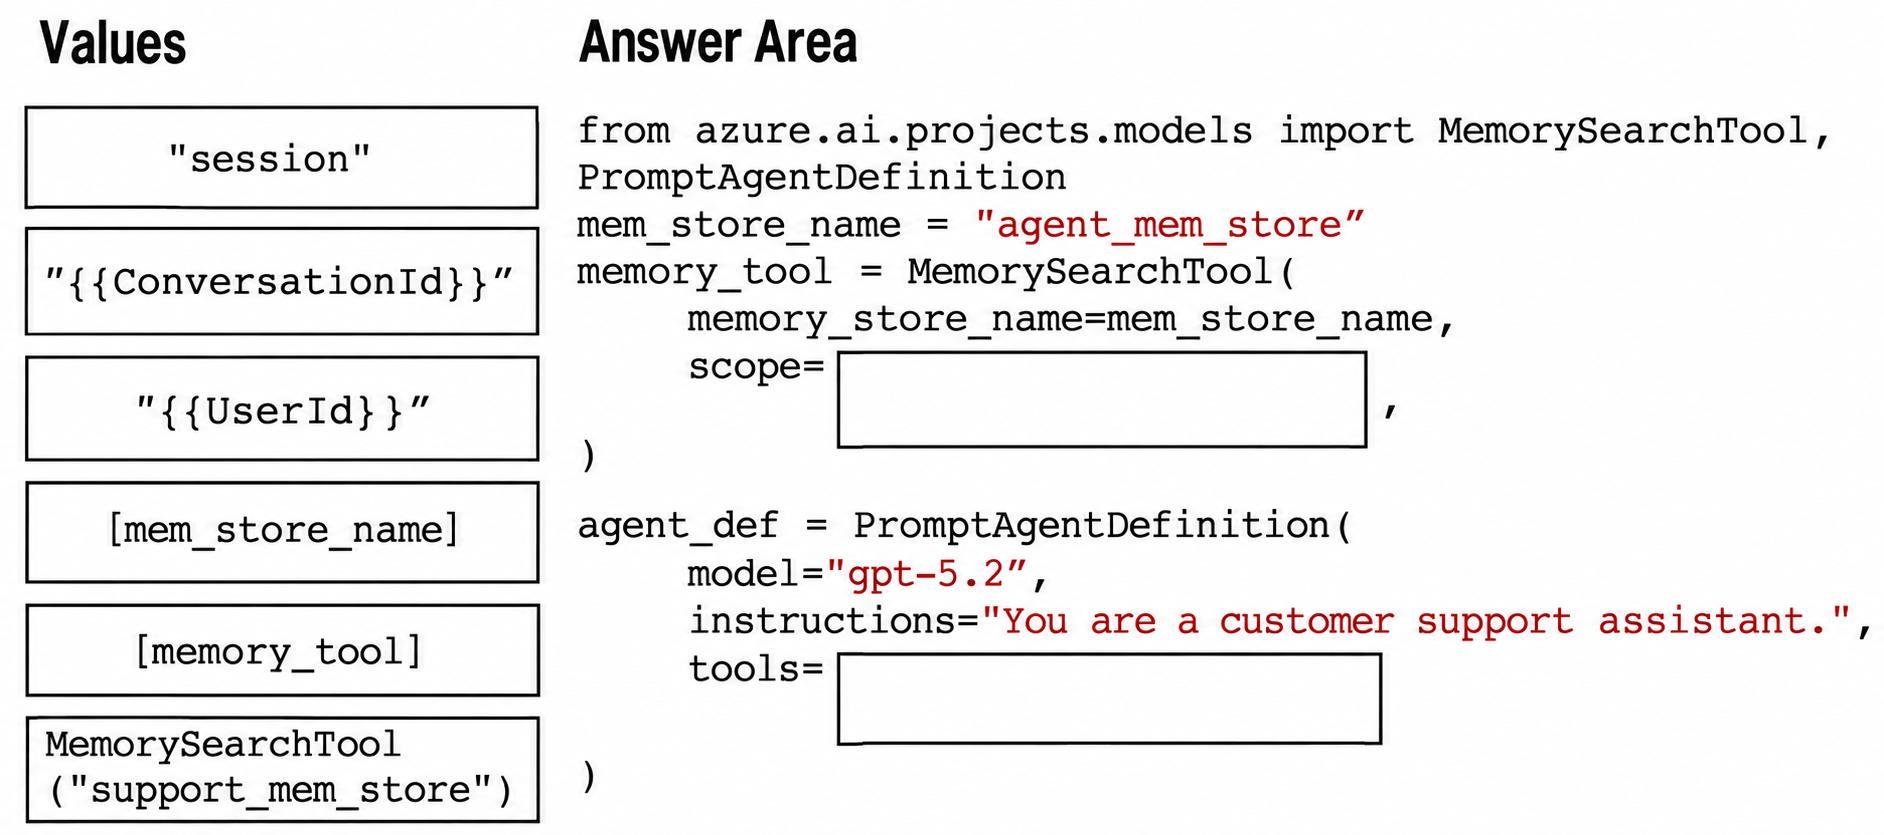 Values
"session"
"{{ConversationId}}"
"{{UserId}}"
[mem_store_name]
[memory_tool]
MemorySearchTool
("support_mem_store")
Answer Area
from azure.ai.projects.models import MemorySearchTool,
PromptAgentDefinition
mem_store_name = "agent_mem_store"
memory_tool = MemorySearchTool(
memory_store_name=mem_store_name,
scope=
,
)
agent_def = PromptAgentDefinition(
model="gpt-5.2",
instructions="You are a customer support assistant.",
tools=
)